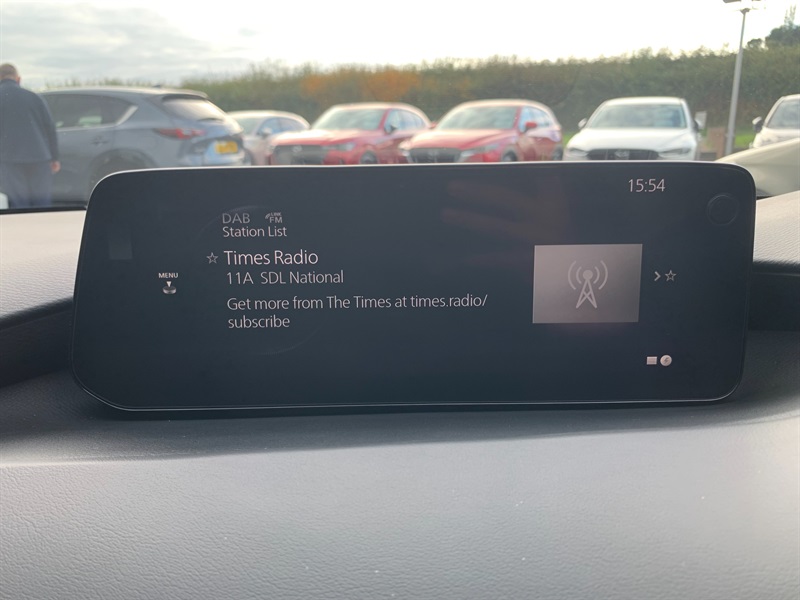 15:54
DAB LINK FM
Station List
☆ Times Radio
MENU
11A SDL National
Get more from The Times at times.radio/
subscribe